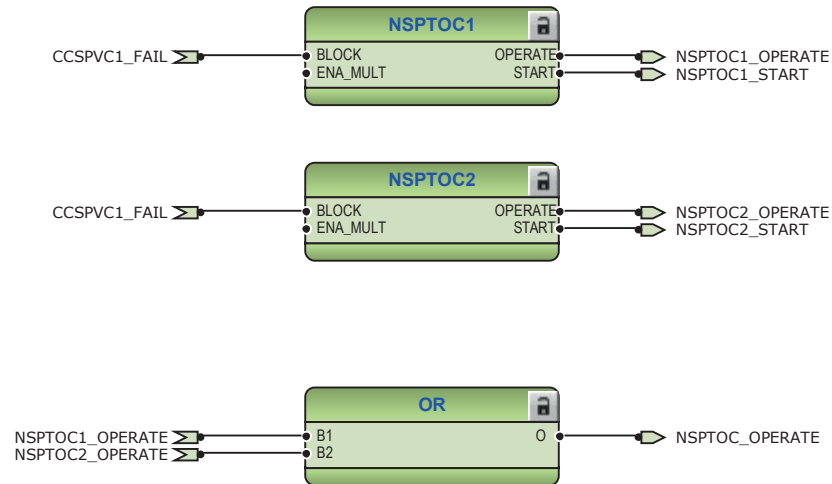 NSPTOC1
CCSPVC1_FAIL
BLOCK
OPERATE
NSPTOC1_OPERATE
ENA_MULT
START
NSPTOC1_START
NSPTOC2
CCSPVC1_FAIL
BLOCK
OPERATE
NSPTOC2_OPERATE
ENA_MULT
START
NSPTOC2_START
OR
NSPTOC1_OPERATE
B1
O
NSPTOC_OPERATE
NSPTOC2_OPERATE
B2